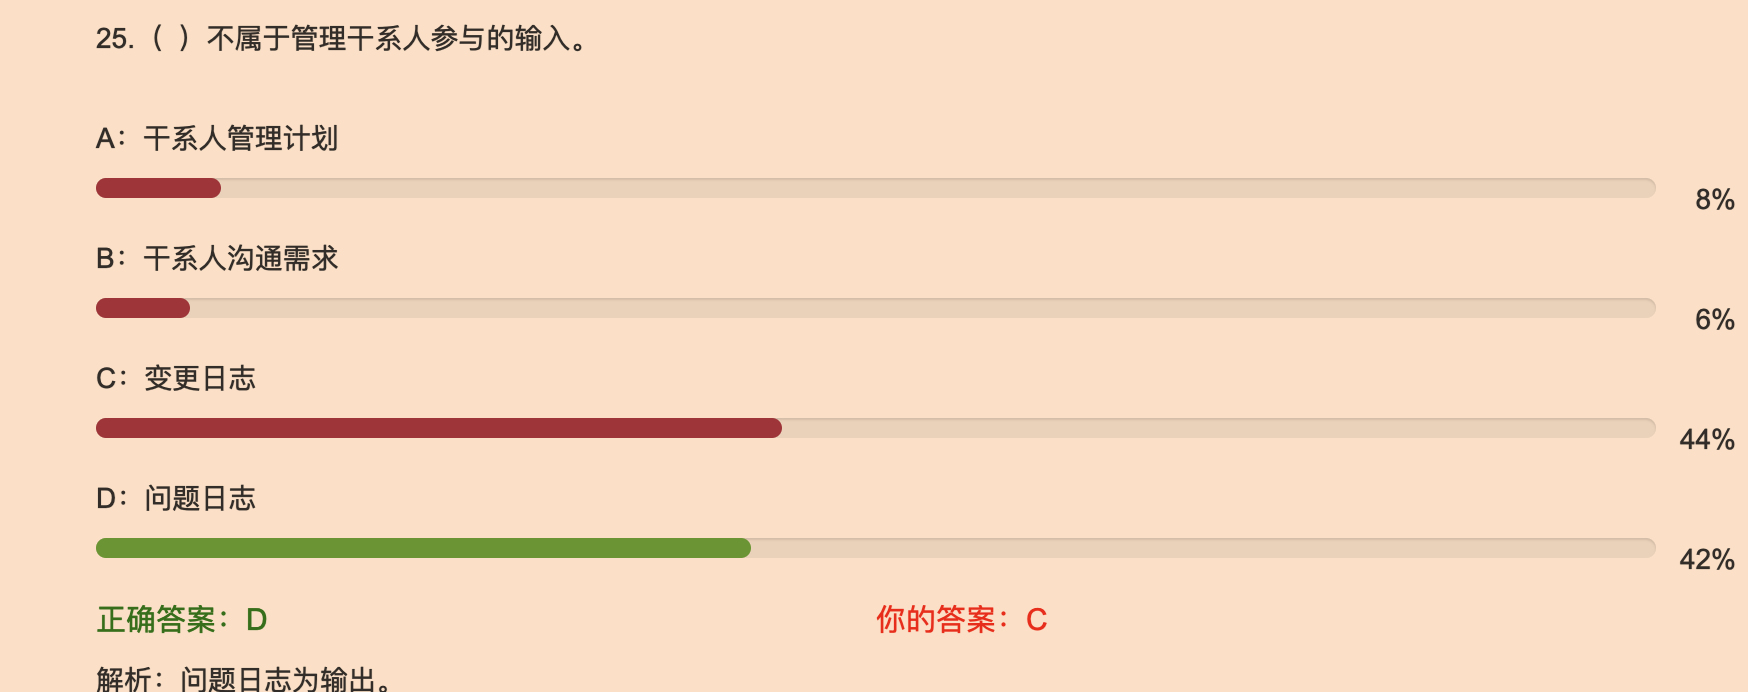 25.（ ）不属于管理干系人参与的输入。
A：干系人管理计划
8%
B：干系人沟通需求
6%
C：变更日志
44%
D：问题日志
42%
正确答案：D 你的答案：C
解析：问题日志为输出。